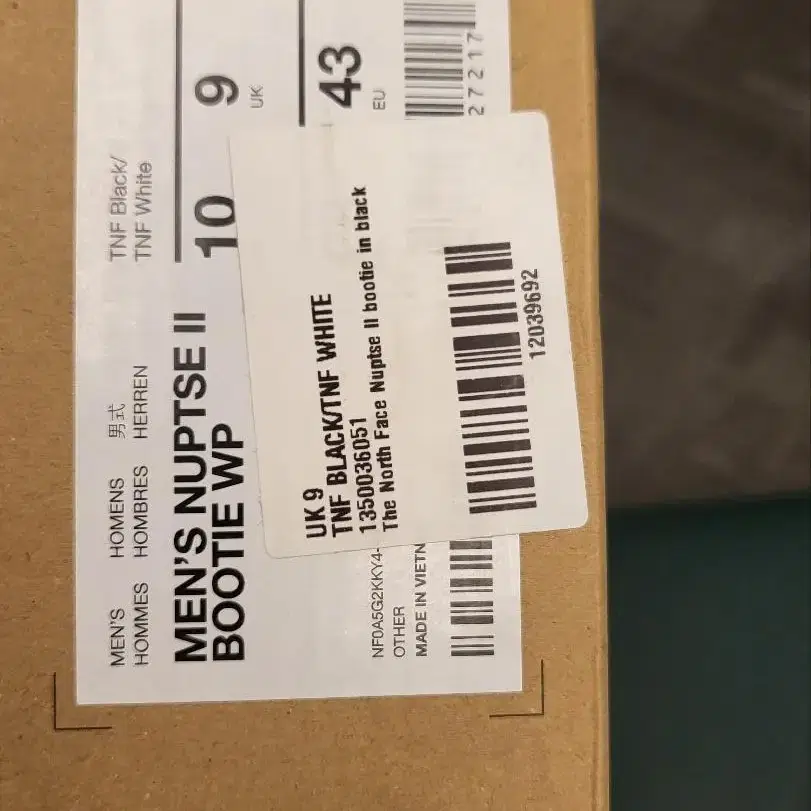 MEN'S HOMENS 男式 TNF Black/
HOMMES HOMBRES HERREN TNF White
MEN'S NUPTSE II
BOOTIE WP
10 9
UK
43
EU
UK 9
TNF BLACK/TNF WHITE
1350036051
The North Face Nuptse II bootie in black
12039692
NF0A5G2KKY4-
OTHER
MADE IN VIETN
27217